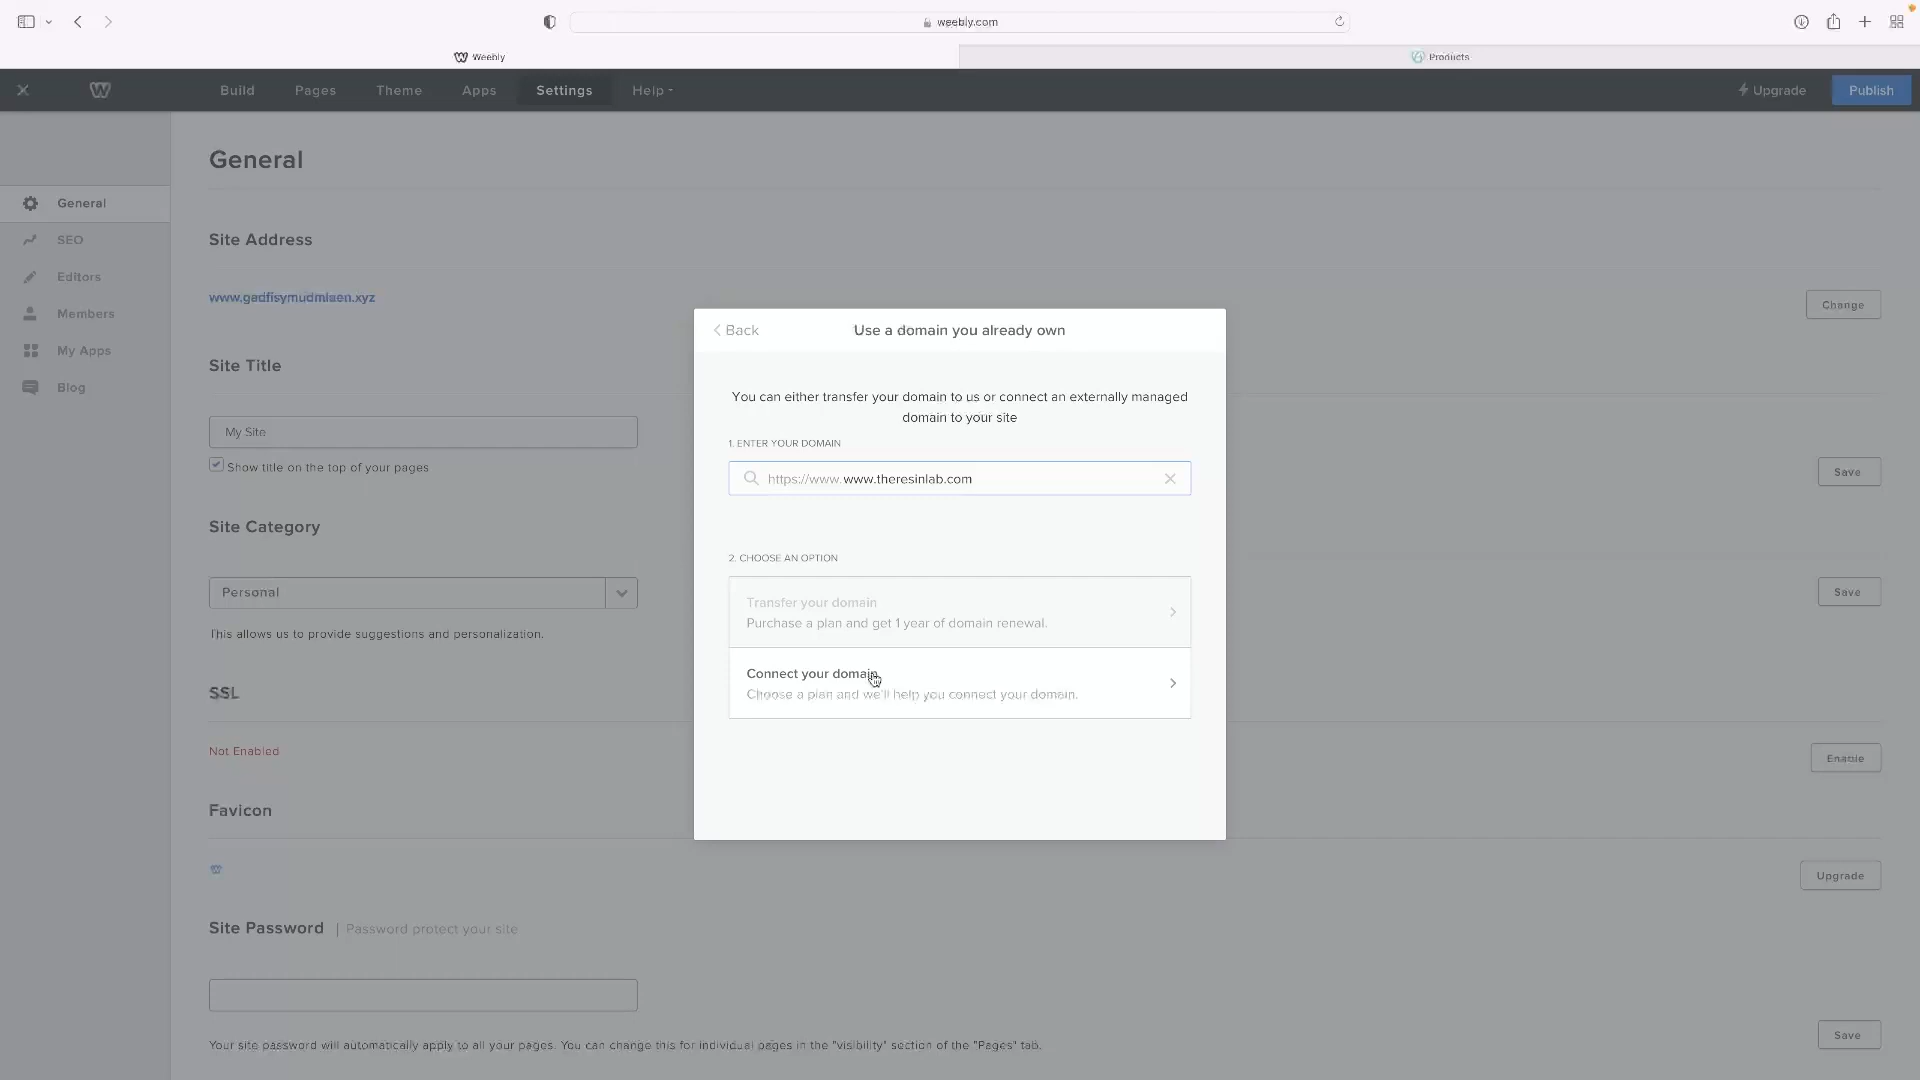 weebly.com
Weebly
Products
Build
Pages
Theme
Apps
Settings
Help
Upgrade
Publish
General
General
SEO
Editors
Members
My Apps
Blog
Site Address
Change
Site Title
My Site
Show title on the top of your pages
Save
Site Category
Personal
Save
This allows us to provide suggestions and personalization.
SSL
Not Enabled
Enable
Favicon
Upgrade
Site Password | Password protect your site
Your site password will automatically apply to all your pages. You can change this for individual pages in the "visibility" section of the "Pages" tab.
Save
Back
Use a domain you already own
You can either transfer your domain to us or connect an externally managed
domain to your site
1. ENTER YOUR DOMAIN
https://www. www.theresinlab.com
2. CHOOSE AN OPTION
Transfer your domain
Purchase a plan and get 1 year of domain renewal.
Connect your domain
Choose a plan and we'll help you connect your domain.